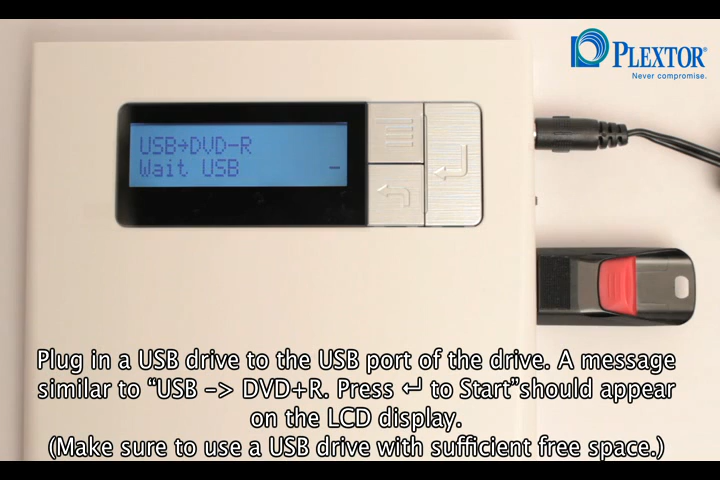 PLEXTOR®
Never compromise.
USB→DVD-R
Wait USB –
Plug in a USB drive to the USB port of the drive. A message
similar to “USB –> DVD+R. Press ↵ to Start”should appear
on the LCD display.
(Make sure to use a USB drive with sufficient free space.)